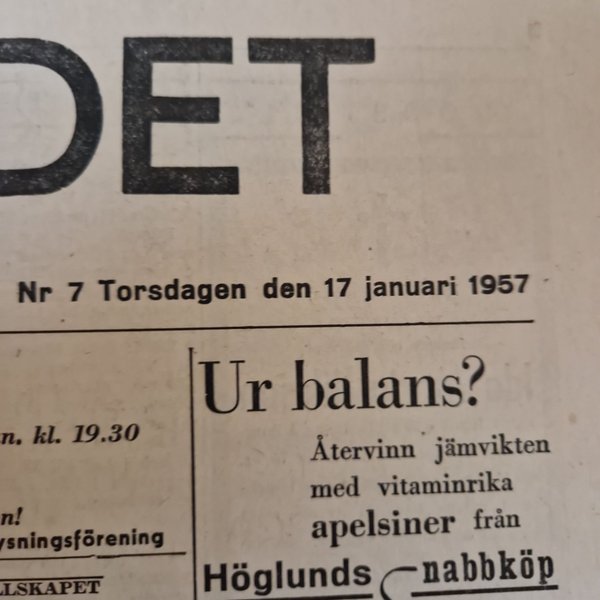 DET
Nr 7 Torsdagen den 17 januari 1957
n. kl. 19.30
n!
ysningsförening
LLSKAPET
Ur balans?
Återvinn jämvikten
med vitaminrika
apelsiner från
Höglunds nabbköp